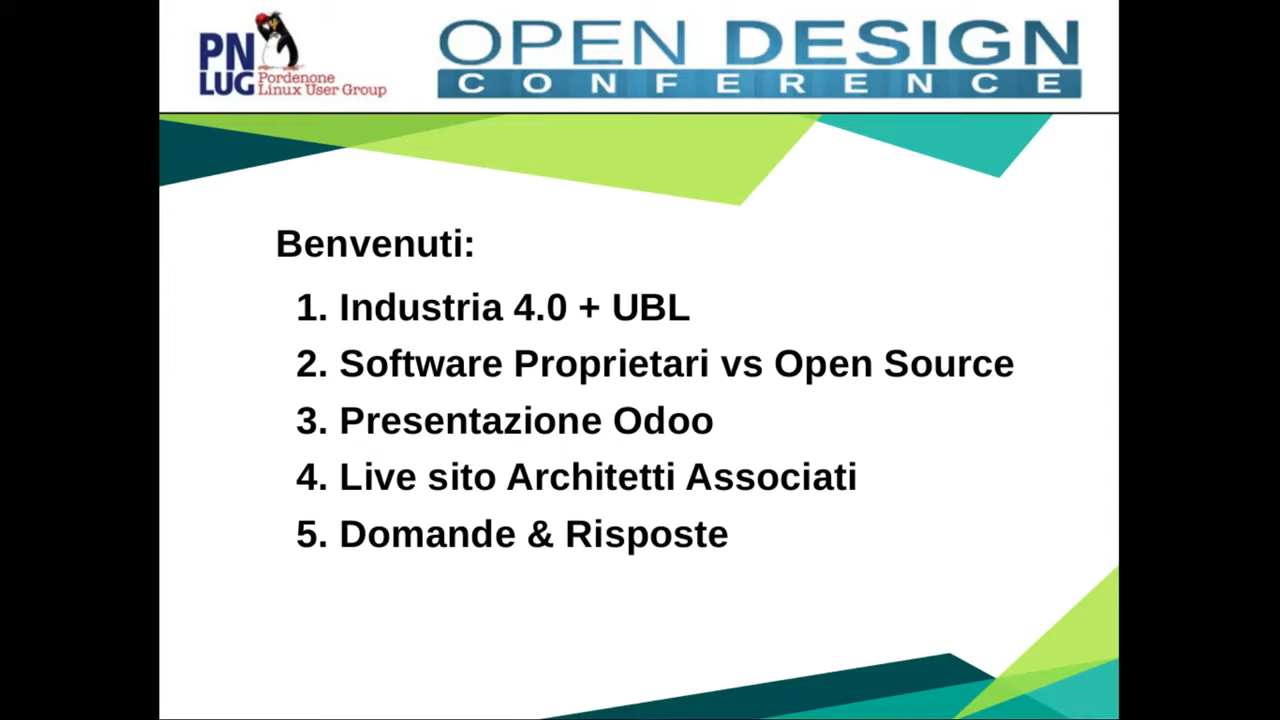 PN
LUG
Pordenone
Linux User Group
OPEN DESIGN
CONFERENCE
Benvenuti:
1. Industria 4.0 + UBL
2. Software Proprietari vs Open Source
3. Presentazione Odoo
4. Live sito Architetti Associati
5. Domande & Risposte